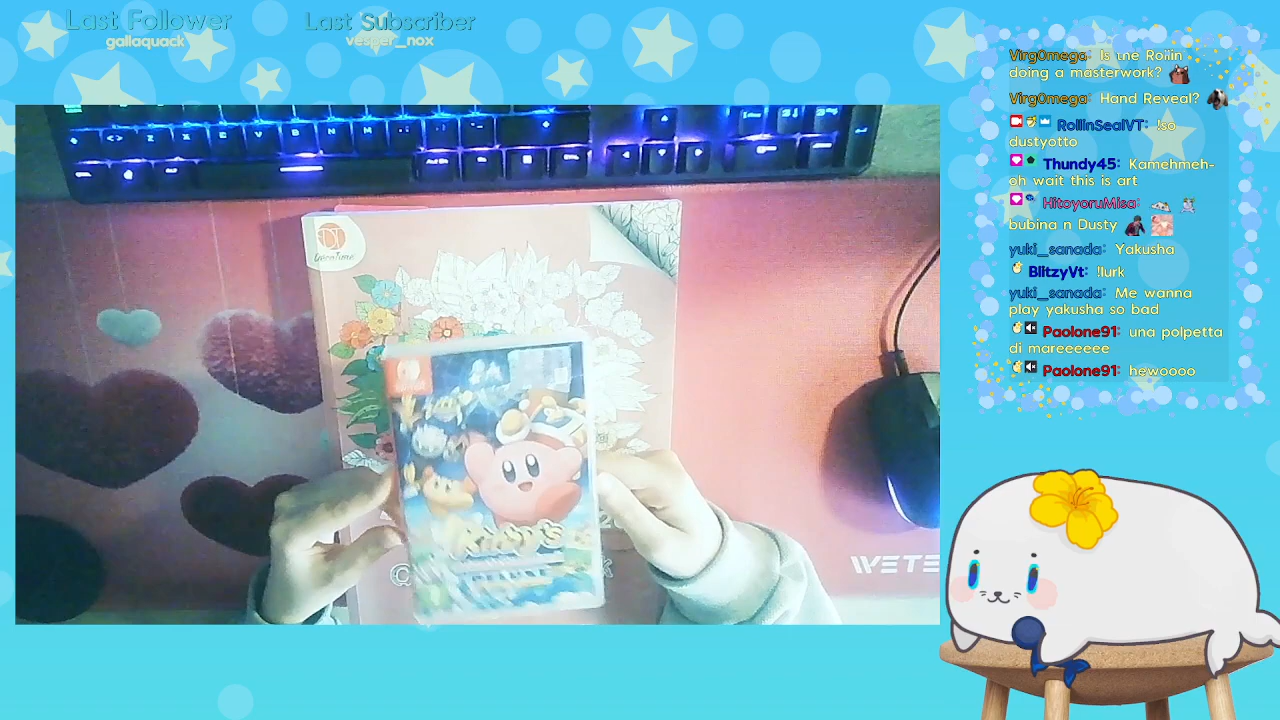 Last Follower
gallaquack
Last Subscriber
vesper_nox
Virg0mega: Is the Rollin
doing a masterwork?
Virg0mega: Hand Reveal?
RollinSealVT: !so
dustyotto
Thundy45: Kamehmeh-
oh wait this is art
HitoyoruMisa:
bubina n Dusty
yuki_sanada: Yakusha
BlitzyVt: !lurk
yuki_sanada: Me wanna
play yakusha so bad
Paolone91: una polpetta
di mareeeeee
Paolone91: hewoooo
Kirby's
WETE